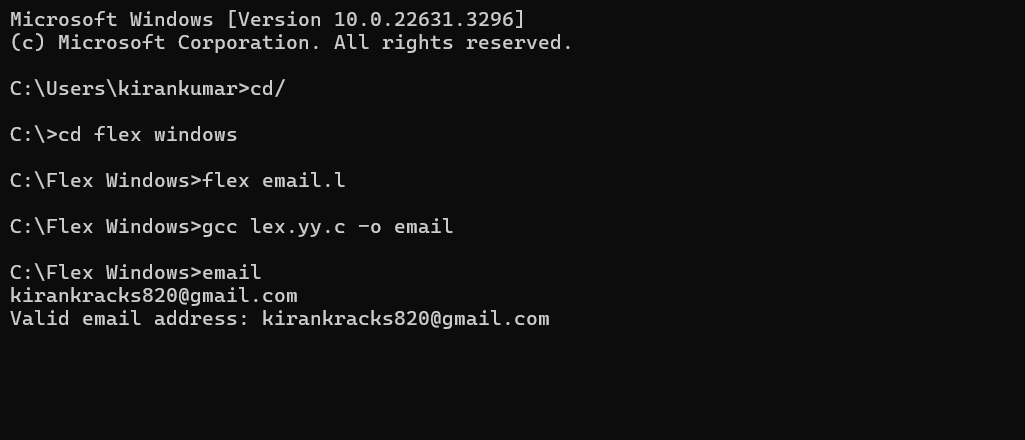 Microsoft Windows [Version 10.0.22631.3296]
(c) Microsoft Corporation. All rights reserved.
C:\Users\kirankumar>cd/
C:\>cd flex windows
C:\Flex Windows>flex email.l
C:\Flex Windows>gcc lex.yy.c -o email
C:\Flex Windows>email
kirankracks820@gmail.com
Valid email address: kirankracks820@gmail.com